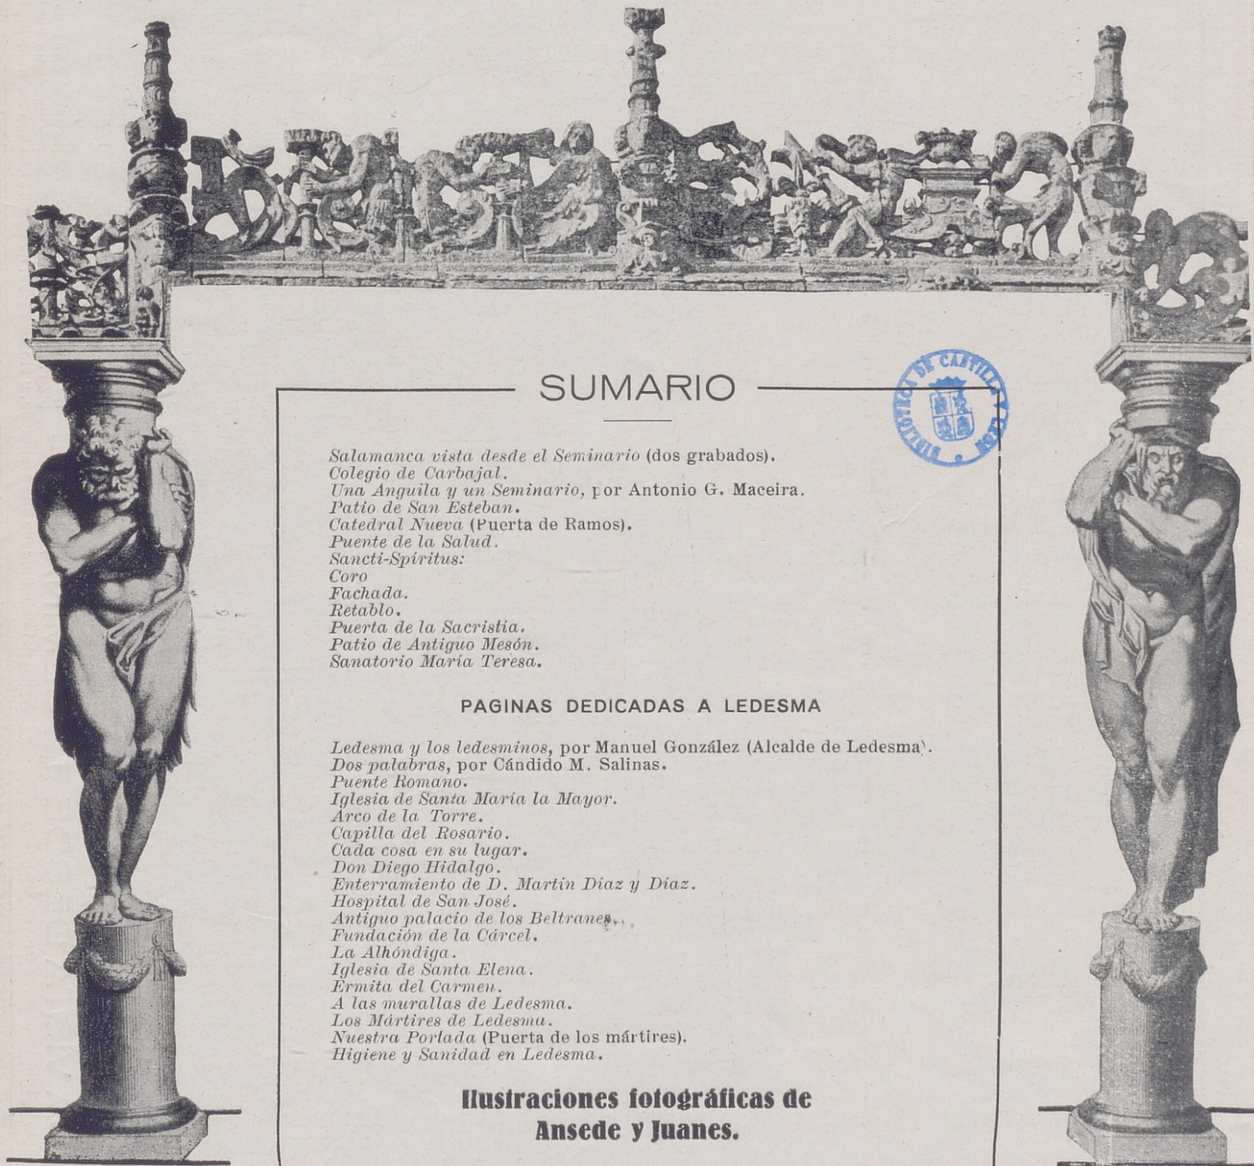 SUMARIO
BIBLIOTECA DE CASTILLA Y LEON
Salamanca vista desde el Seminario (dos grabados).
Colegio de Carbajal.
Una Anguila y un Seminario, por Antonio G. Maceira.
Patio de San Esteban.
Catedral Nueva (Puerta de Ramos).
Puente de la Salud.
Sancti-Spíritus:
Coro
Fachada.
Retablo.
Puerta de la Sacristia.
Patio de Antiguo Mesón.
Sanatorio María Teresa.
PAGINAS DEDICADAS A LEDESMA
Ledesma y los ledesminos, por Manuel González (Alcalde de Ledesma).
Dos palabras, por Cándido M. Salinas.
Puente Romano.
Iglesia de Santa María la Mayor.
Arco de la Torre.
Capilla del Rosario.
Cada cosa en su lugar.
Don Diego Hidalgo.
Enterramiento de D. Martin Díaz y Díaz.
Hospital de San José.
Antiguo palacio de los Beltranes.
Fundación de la Cárcel.
La Alhóndiga.
Iglesia de Santa Elena.
Ermita del Carmen.
A las murallas de Ledesma.
Los Mártires de Ledesma.
Nuestra Portada (Puerta de los mártires).
Higiene y Sanidad en Ledesma.
Ilustraciones fotográficas de
Ansede y Juanes.